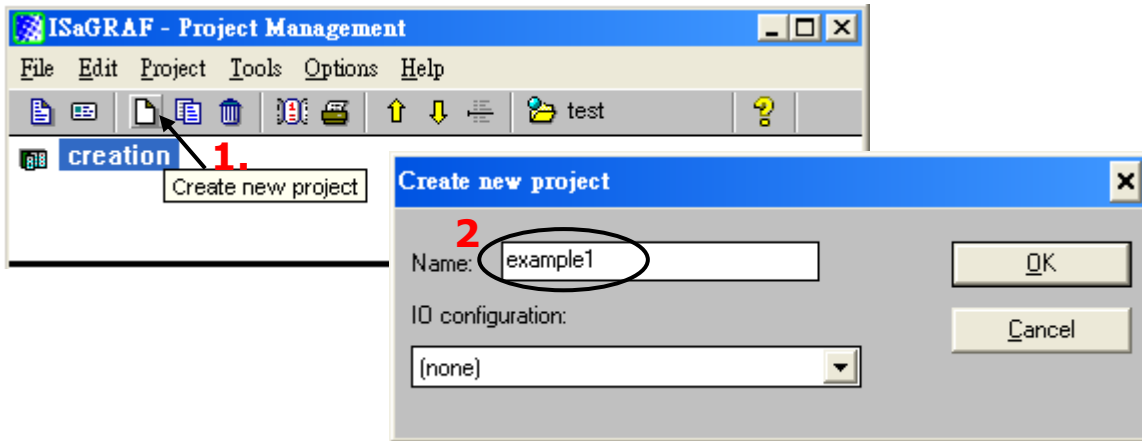 ISaGRAF - Project Management
File Edit Project Tools Options Help
test
creation
1.
Create new project
Create new project
2
Name: example1
OK
IO configuration:
Cancel
(none)